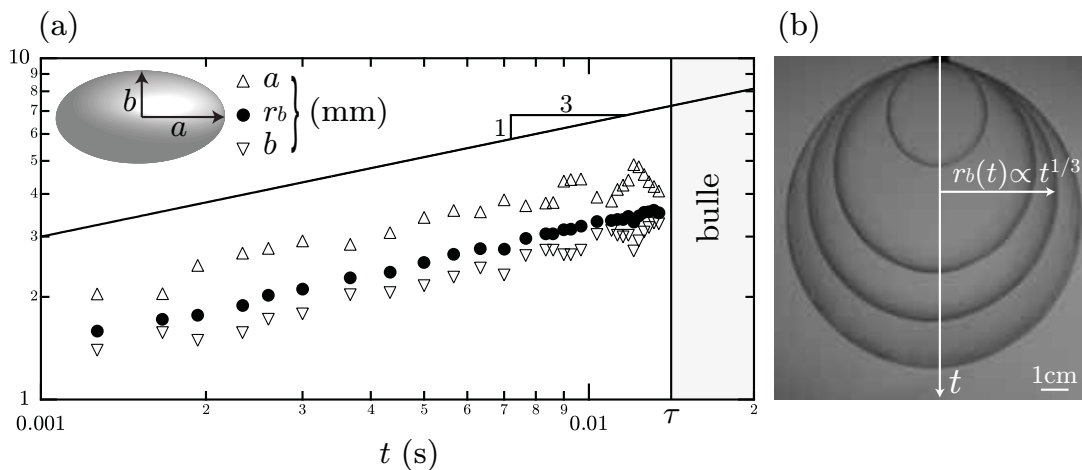 (a)
10
9
8
7
6
5
4
3
2
1
b
a
△ a
● r_b
▽ b
} (mm)
1
3
bulle
0.001
2
3
4
5
6
7
8
9
0.01
τ
2
t (s)
(b)
r_b(t)∝t^{1/3}
t
1cm